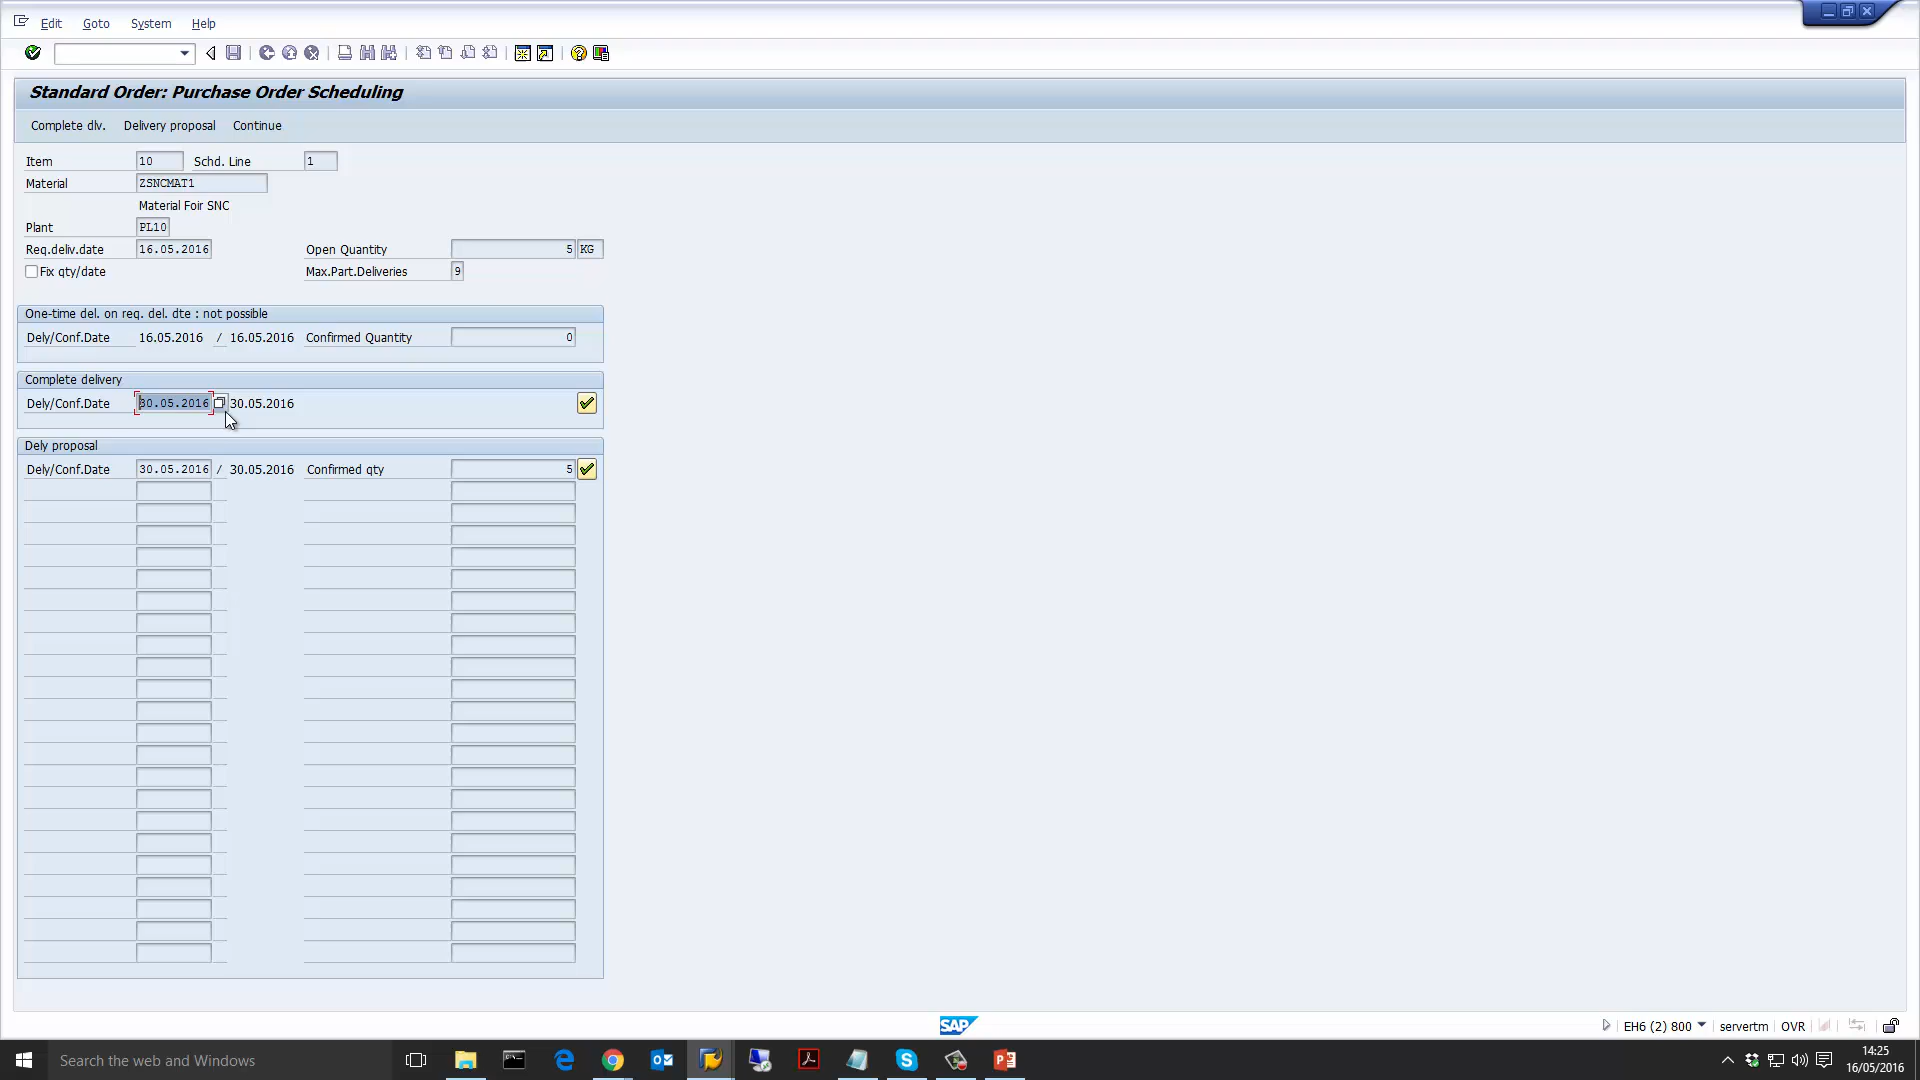 Edit Goto System Help
Standard Order: Purchase Order Scheduling
Complete dlv. Delivery proposal Continue
Item 10 Schd. Line 1
Material ZSNCMAT1
Material Foir SNC
Plant PL10
Req.deliv.date 16.05.2016 Open Quantity 5 KG
Fix qty/date Max.Part.Deliveries 9
One-time del. on req. del. dte : not possible
Dely/Conf.Date 16.05.2016 / 16.05.2016 Confirmed Quantity 0
Complete delivery
Dely/Conf.Date 30.05.2016 30.05.2016
Dely proposal
Dely/Conf.Date 30.05.2016 / 30.05.2016 Confirmed qty 5
SAP
EH6 (2) 800 servertm OVR
Search the web and Windows
14:25
16/05/2016